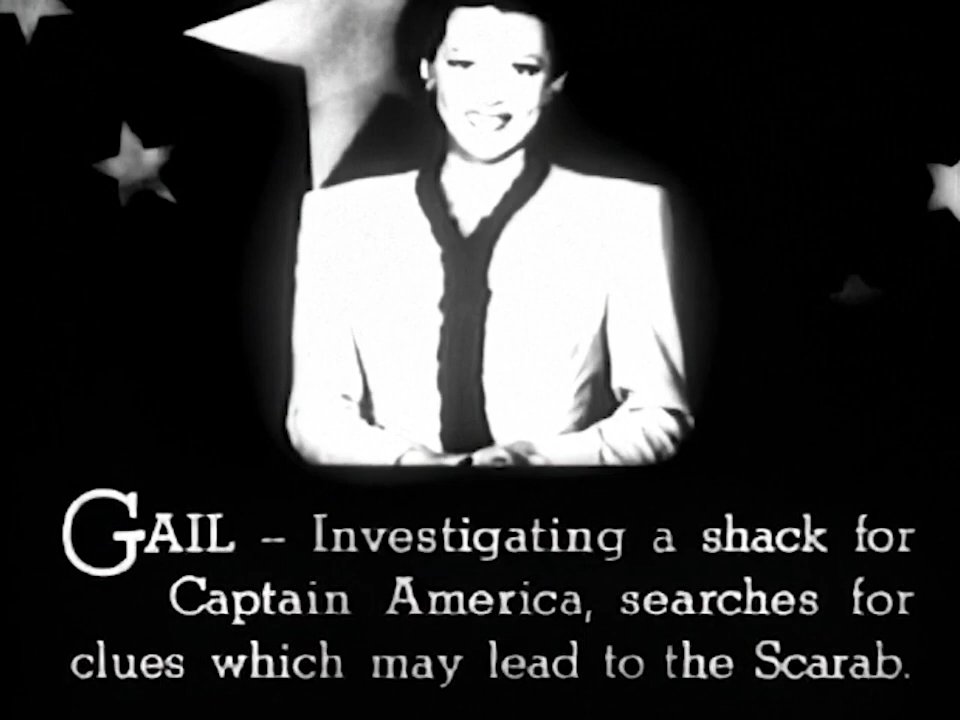 GAIL – Investigating a shack for
Captain America, searches for
clues which may lead to the Scarab.